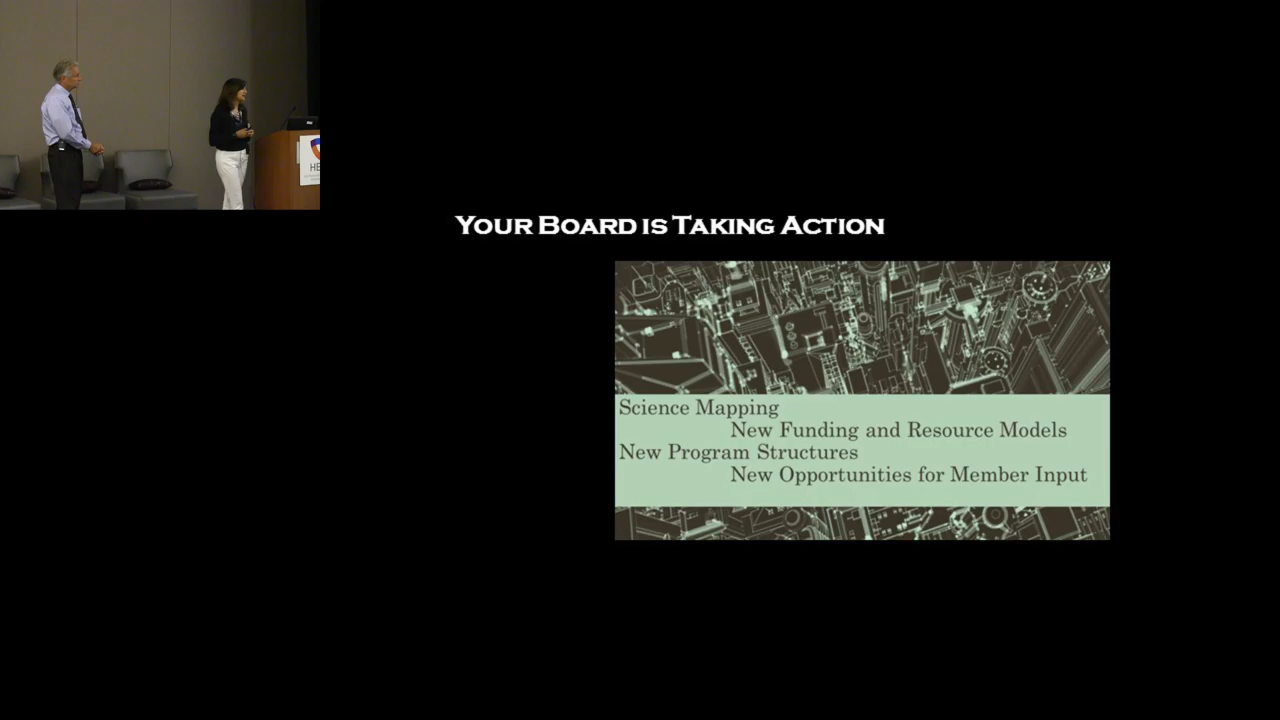 YOUR BOARD IS TAKING ACTION
Science Mapping
New Funding and Resource Models
New Program Structures
New Opportunities for Member Input